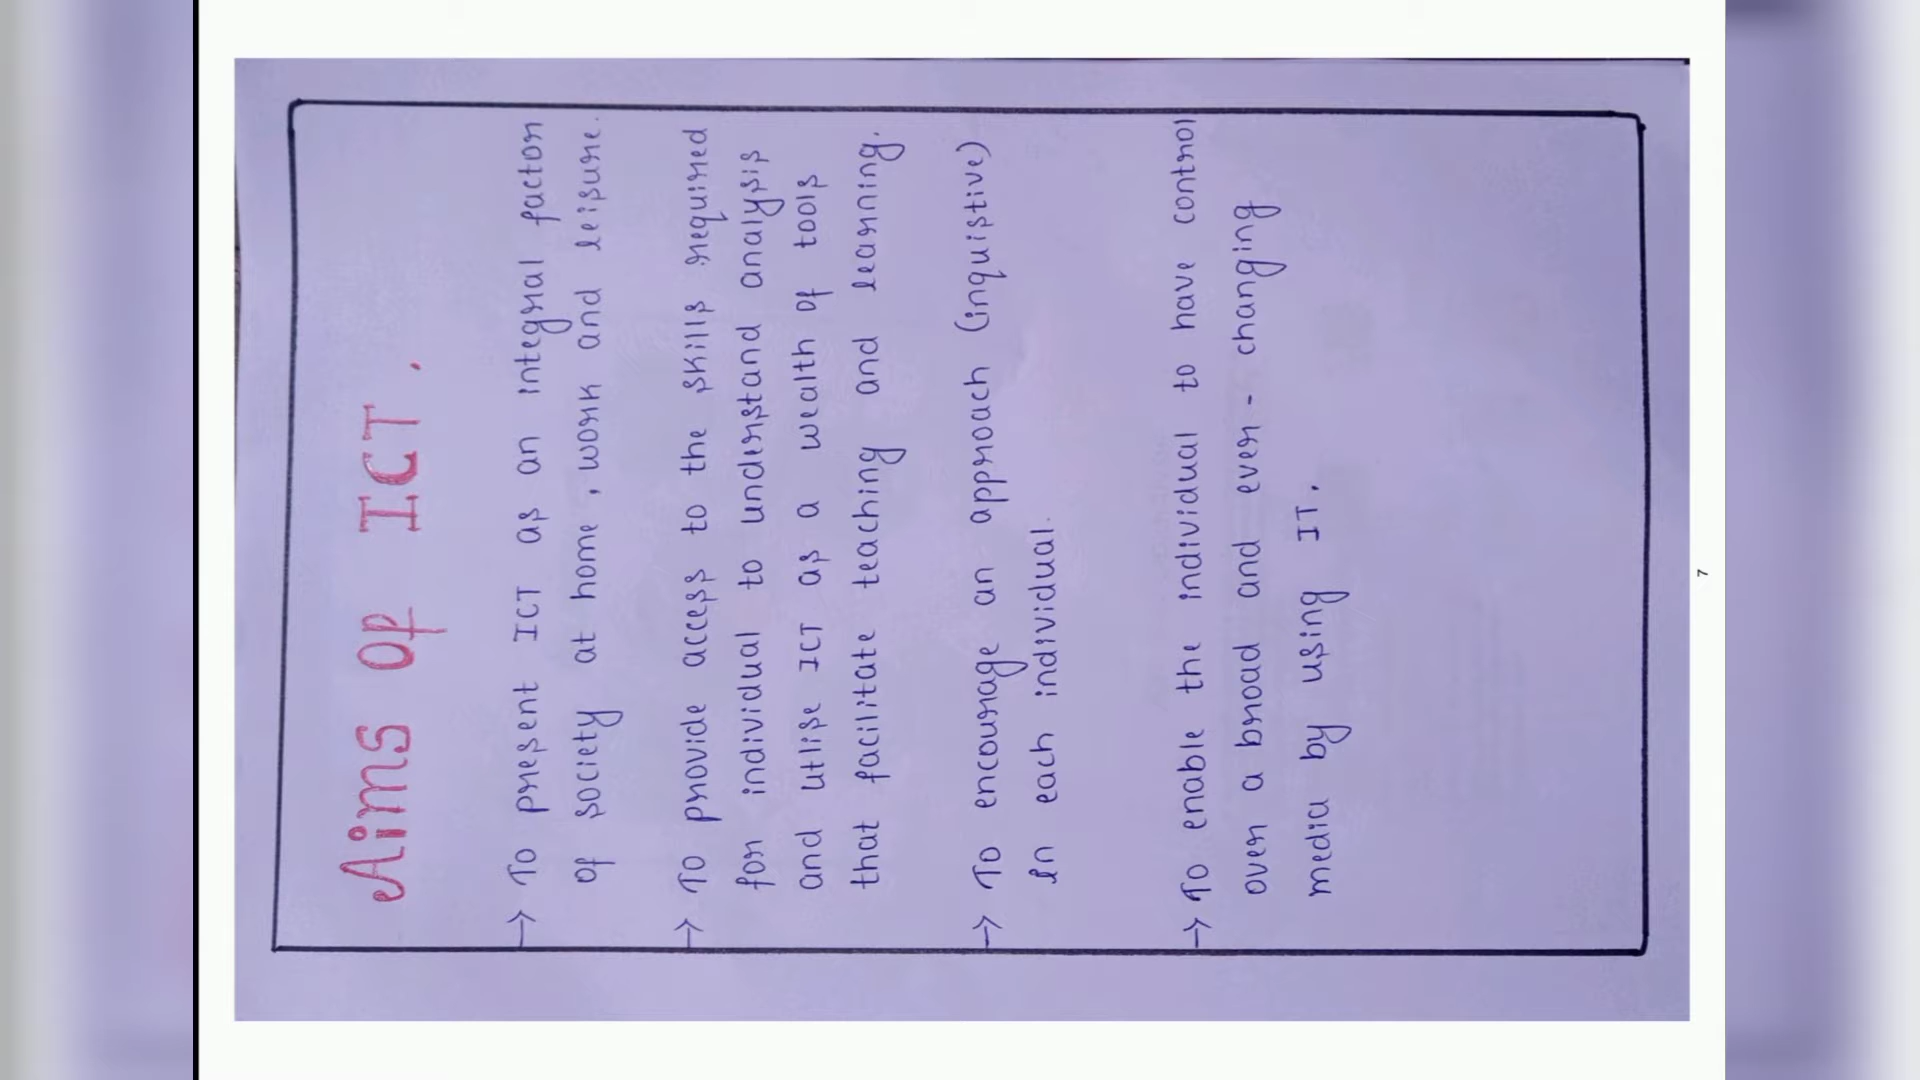 Aims Of ICT.
→ To present ICT as an integral factor
of society at home, work and leisure.
→ To provide access to the skills required
for individual to understand analysis
and utlise ICT as a wealth of tools
that facilitate teaching and learning.
→ To encourage an approach (inquistive)
in each individual.
→ To enable the individual to have control
over a broad and ever-changing
media by using IT.
7